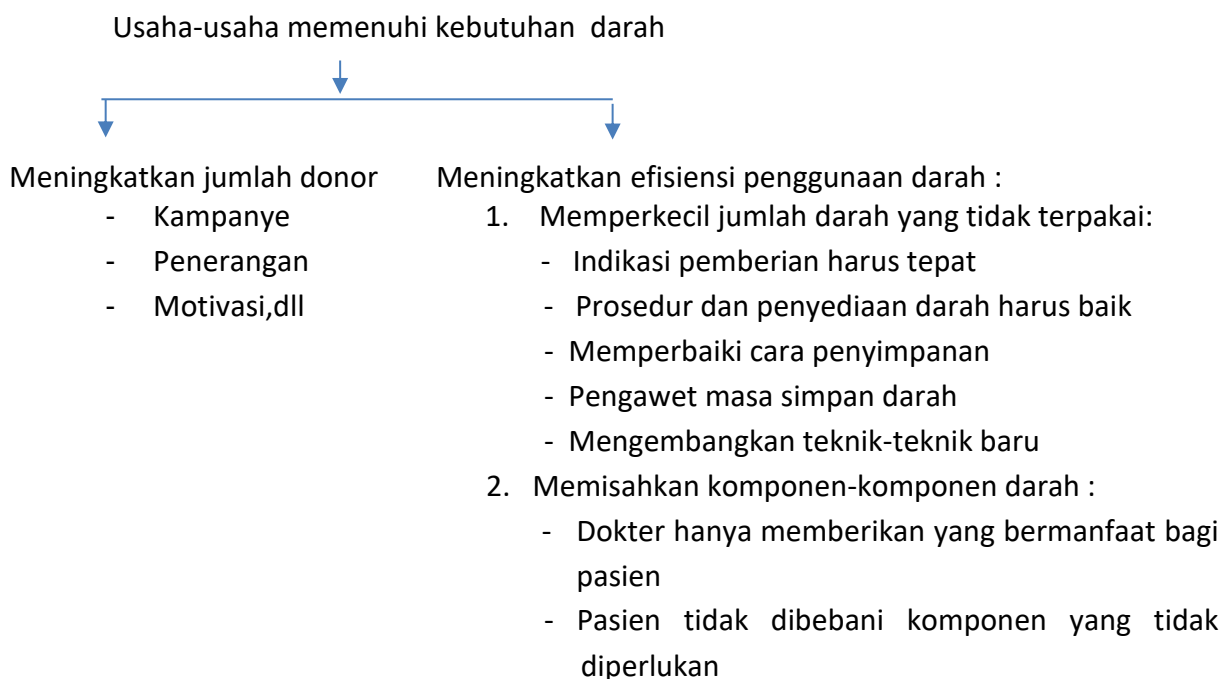 Usaha-usaha memenuhi kebutuhan darah
Meningkatkan jumlah donor
- Kampanye
- Penerangan
- Motivasi,dll
Meningkatkan efisiensi penggunaan darah :
1. Memperkecil jumlah darah yang tidak terpakai:
- Indikasi pemberian harus tepat
- Prosedur dan penyediaan darah harus baik
- Memperbaiki cara penyimpanan
- Pengawet masa simpan darah
- Mengembangkan teknik-teknik baru
2. Memisahkan komponen-komponen darah :
- Dokter hanya memberikan yang bermanfaat bagi
pasien
- Pasien tidak dibebani komponen yang tidak
diperlukan